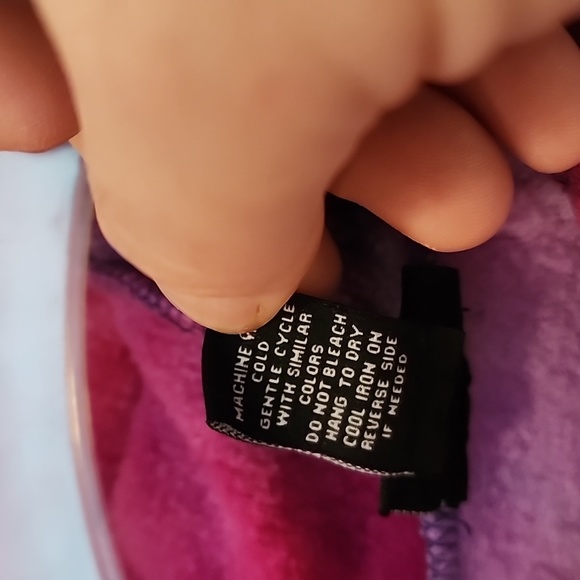 MACHINE
COLD
GENTLE CYCLE
WITH SIMILAR
COLORS
DO NOT BLEACH
HANG TO DRY
COOL IRON ON
REVERSE SIDE
IF NEEDED